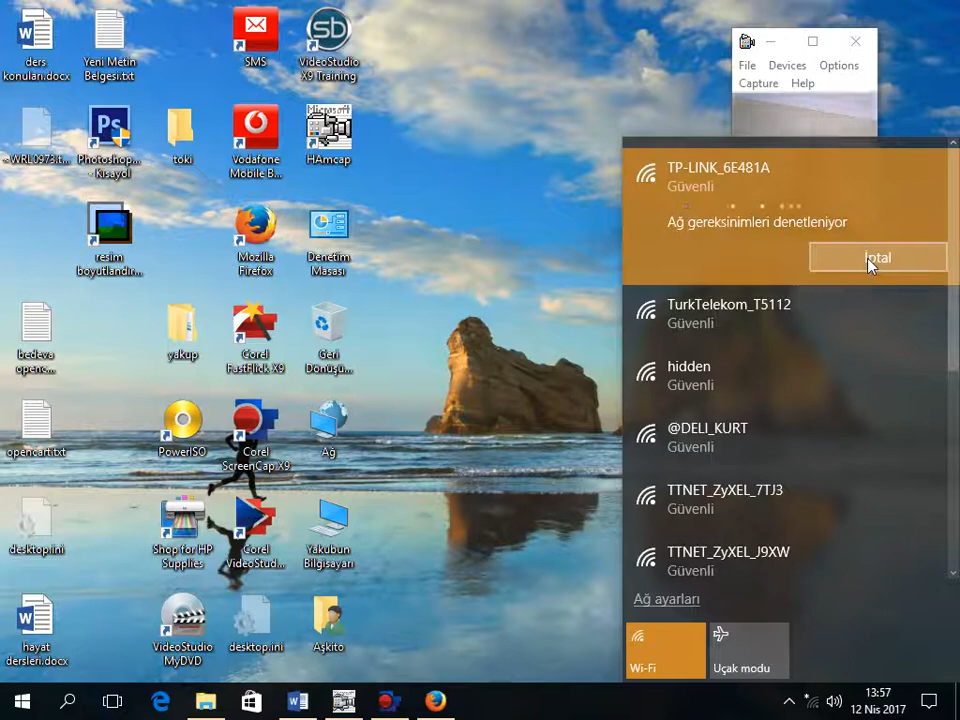 ders
konuları.docx
Yeni Metin
Belgesi.txt
SMS
VideoStudio
X9 Training
~WRL0973.t...
Photoshop...
- Kısayol
toki
Vodafone
Mobile B...
Microsoft
HAmcap
resim
boyutlandır...
Mozilla
Firefox
Denetim
Masası
bedeva
openc...
yakup
Corel
FastFlick X9
Geri
Dönüşü...
opencart.txt
PowerISO
Corel
ScreenCap X9
Ağ
desktop.ini
Shop for HP
Supplies
Corel
VideoStud...
Yakubun
Bilgisayarı
hayat
dersleri.docx
VideoStudio
MyDVD
desktop.ini
Aşkito
File Devices Options
Capture Help
TP-LINK_6E481A
Güvenli
Ağ gereksinimleri denetleniyor
İptal
TurkTelekom_T5112
Güvenli
hidden
Güvenli
@DELI_KURT
Güvenli
TTNET_ZyXEL_7TJ3
Güvenli
TTNET_ZyXEL_J9XW
Güvenli
Ağ ayarları
Wi-Fi
Uçak modu
13:57
12 Nis 2017